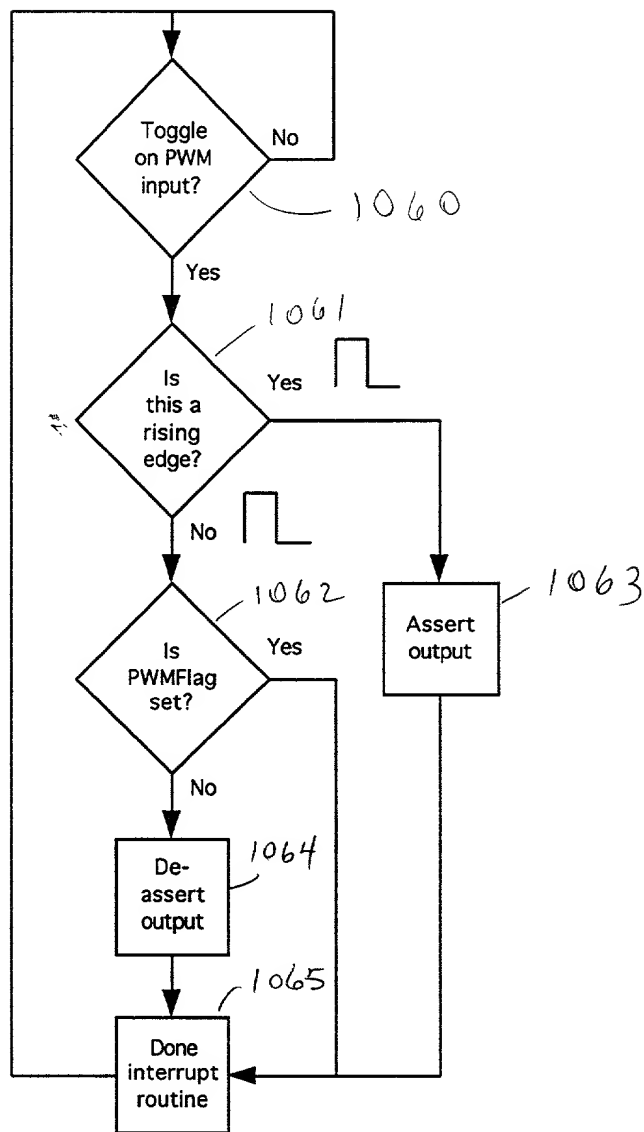 Toggle
on PWM
input?
No
1060
Yes
1061
Is
this a
rising
edge?
Yes
No
1062
1063
Is
PWMFlag
set?
Yes
Assert
output
No
1064
De-
assert
output
1065
Done
interrupt
routine